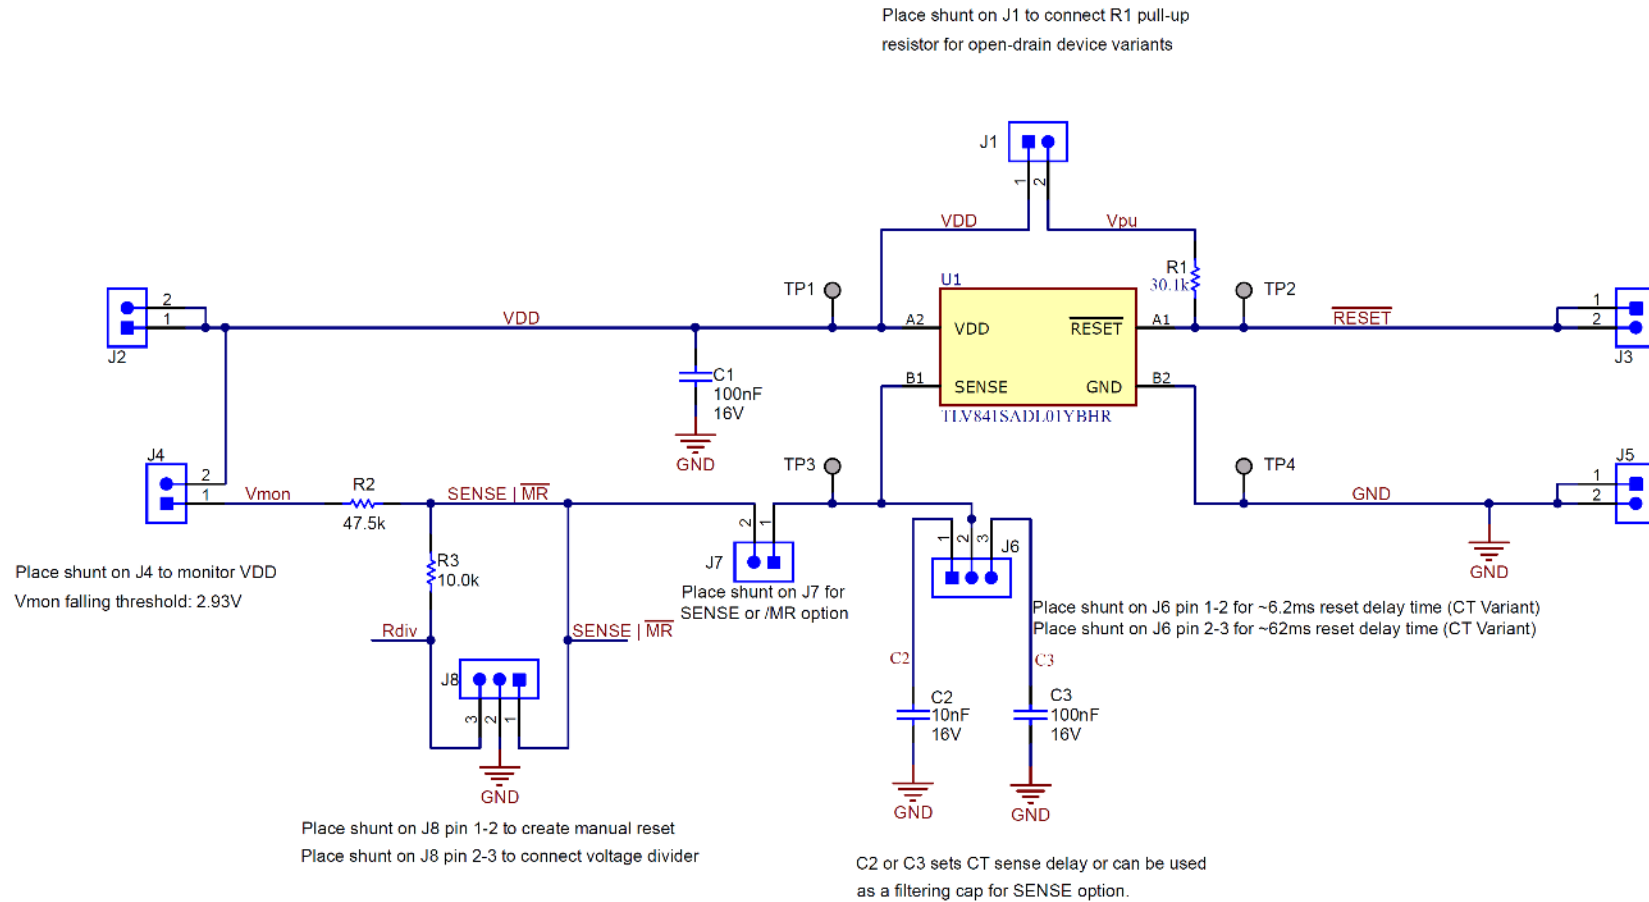 Place shunt on J1 to connect R1 pull-up
resistor for open-drain device variants
J1
1
2
VDD
Vpu
R1
30.1k
U1
TP1
TP2
2
1
J2
VDD
A2
VDD
RESET
A1
RESET
1
2
J3
C1
100nF
16V
GND
B1
SENSE
GND
B2
TLV841SADL01YBHR
J4
2
1
Vmon
R2
47.5k
SENSE | MR
TP3
TP4
GND
J5
1
2
GND
R3
10.0k
2
1
J7
1
2
3
J6
Place shunt on J4 to monitor VDD
Vmon falling threshold: 2.93V
Place shunt on J7 for
SENSE or /MR option
Place shunt on J6 pin 1-2 for ~6.2ms reset delay time (CT Variant)
Place shunt on J6 pin 2-3 for ~62ms reset delay time (CT Variant)
Rdiv
SENSE | MR
J8
3
2
1
GND
C2
C3
C2
10nF
16V
GND
C3
100nF
16V
GND
Place shunt on J8 pin 1-2 to create manual reset
Place shunt on J8 pin 2-3 to connect voltage divider
C2 or C3 sets CT sense delay or can be used
as a filtering cap for SENSE option.